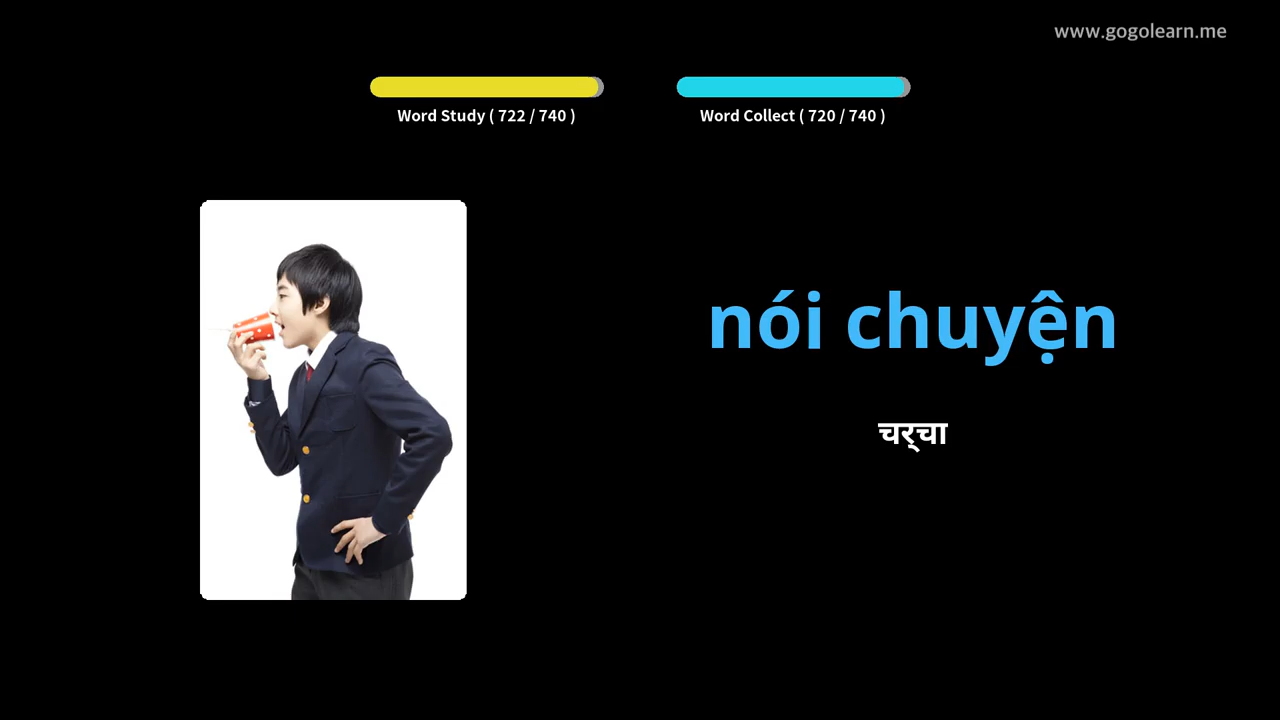 www.gogolearn.me
Word Study ( 722 / 740 )
Word Collect ( 720 / 740 )
nói chuyện
चर्‌चा